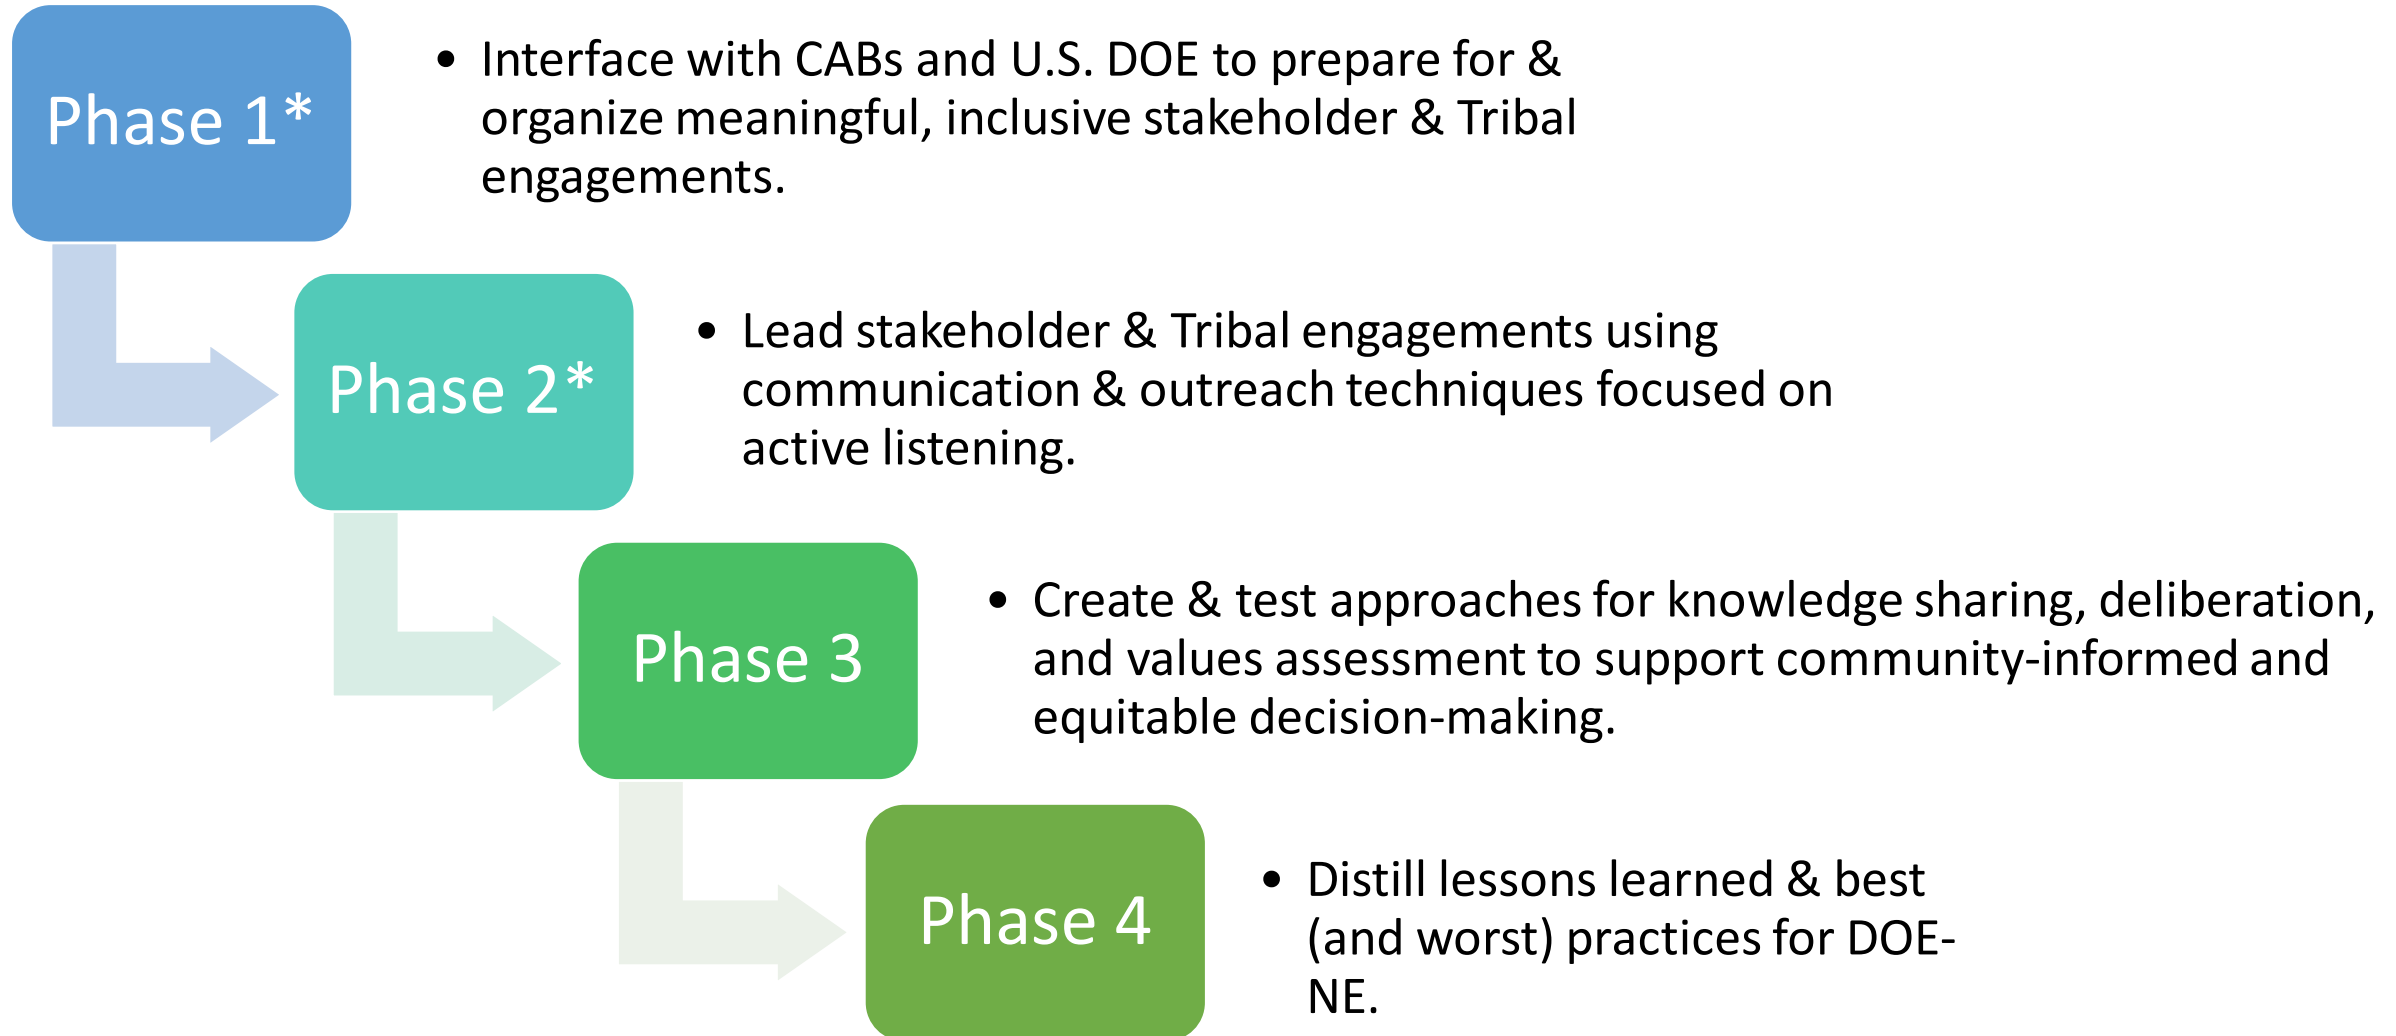 Phase 1*
• Interface with CABs and U.S. DOE to prepare for &
organize meaningful, inclusive stakeholder & Tribal
engagements.
Phase 2*
• Lead stakeholder & Tribal engagements using
communication & outreach techniques focused on
active listening.
Phase 3
• Create & test approaches for knowledge sharing, deliberation,
and values assessment to support community-informed and
equitable decision-making.
Phase 4
• Distill lessons learned & best
(and worst) practices for DOE-
NE.